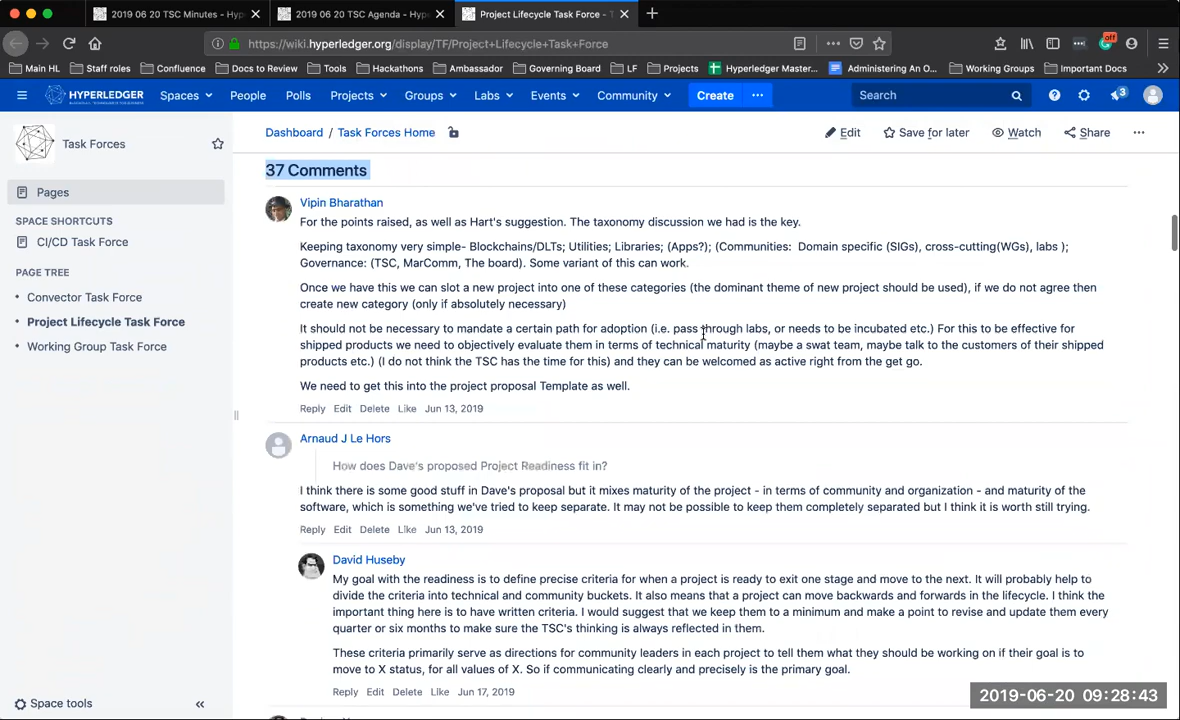 2019 06 20 TSC Minutes - Hype
2019 06 20 TSC Agenda - Hype
Project Lifecycle Task Force - T
https://wiki.hyperledger.org/display/TF/Project+Lifecycle+Task+Force
off
Main HL
Staff roles
Confluence
Docs to Review
Tools
Hackathons
Ambassador
Governing Board
LF
Projects
Hyperledger Master...
Administering An O...
Working Groups
Important Docs
HYPERLEDGER
Spaces
People
Polls
Projects
Groups
Labs
Events
Community
Create
Search
3
Task Forces
Pages
SPACE SHORTCUTS
CI/CD Task Force
PAGE TREE
Convector Task Force
Project Lifecycle Task Force
Working Group Task Force
Space tools
Dashboard / Task Forces Home
Edit
Save for later
Watch
Share
37 Comments
Vipin Bharathan
For the points raised, as well as Hart's suggestion. The taxonomy discussion we had is the key.
Keeping taxonomy very simple- Blockchains/DLTs; Utilities; Libraries; (Apps?); (Communities: Domain specific (SIGs), cross-cutting(WGs), labs );
Governance: (TSC, MarComm, The board). Some variant of this can work.
Once we have this we can slot a new project into one of these categories (the dominant theme of new project should be used), if we do not agree then
create new category (only if absolutely necessary)
It should not be necessary to mandate a certain path for adoption (i.e. pass through labs, or needs to be incubated etc.) For this to be effective for
shipped products we need to objectively evaluate them in terms of technical maturity (maybe a swat team, maybe talk to the customers of their shipped
products etc.) (I do not think the TSC has the time for this) and they can be welcomed as active right from the get go.
We need to get this into the project proposal Template as well.
Reply Edit Delete Like Jun 13, 2019
Arnaud J Le Hors
How does Dave's proposed Project Readiness fit in?
I think there is some good stuff in Dave's proposal but it mixes maturity of the project - in terms of community and organization - and maturity of the
software, which is something we've tried to keep separate. It may not be possible to keep them completely separated but I think it is worth still trying.
Reply Edit Delete Like Jun 13, 2019
David Huseby
My goal with the readiness is to define precise criteria for when a project is ready to exit one stage and move to the next. It will probably help to
divide the criteria into technical and community buckets. It also means that a project can move backwards and forwards in the lifecycle. I think the
important thing here is to have written criteria. I would suggest that we keep them to a minimum and make a point to revise and update them every
quarter or six months to make sure the TSC's thinking is always reflected in them.
These criteria primarily serve as directions for community leaders in each project to tell them what they should be working on if their goal is to
move to X status, for all values of X. So if communicating clearly and precisely is the primary goal.
Reply Edit Delete Like Jun 17, 2019
2019-06-20 09:28:43